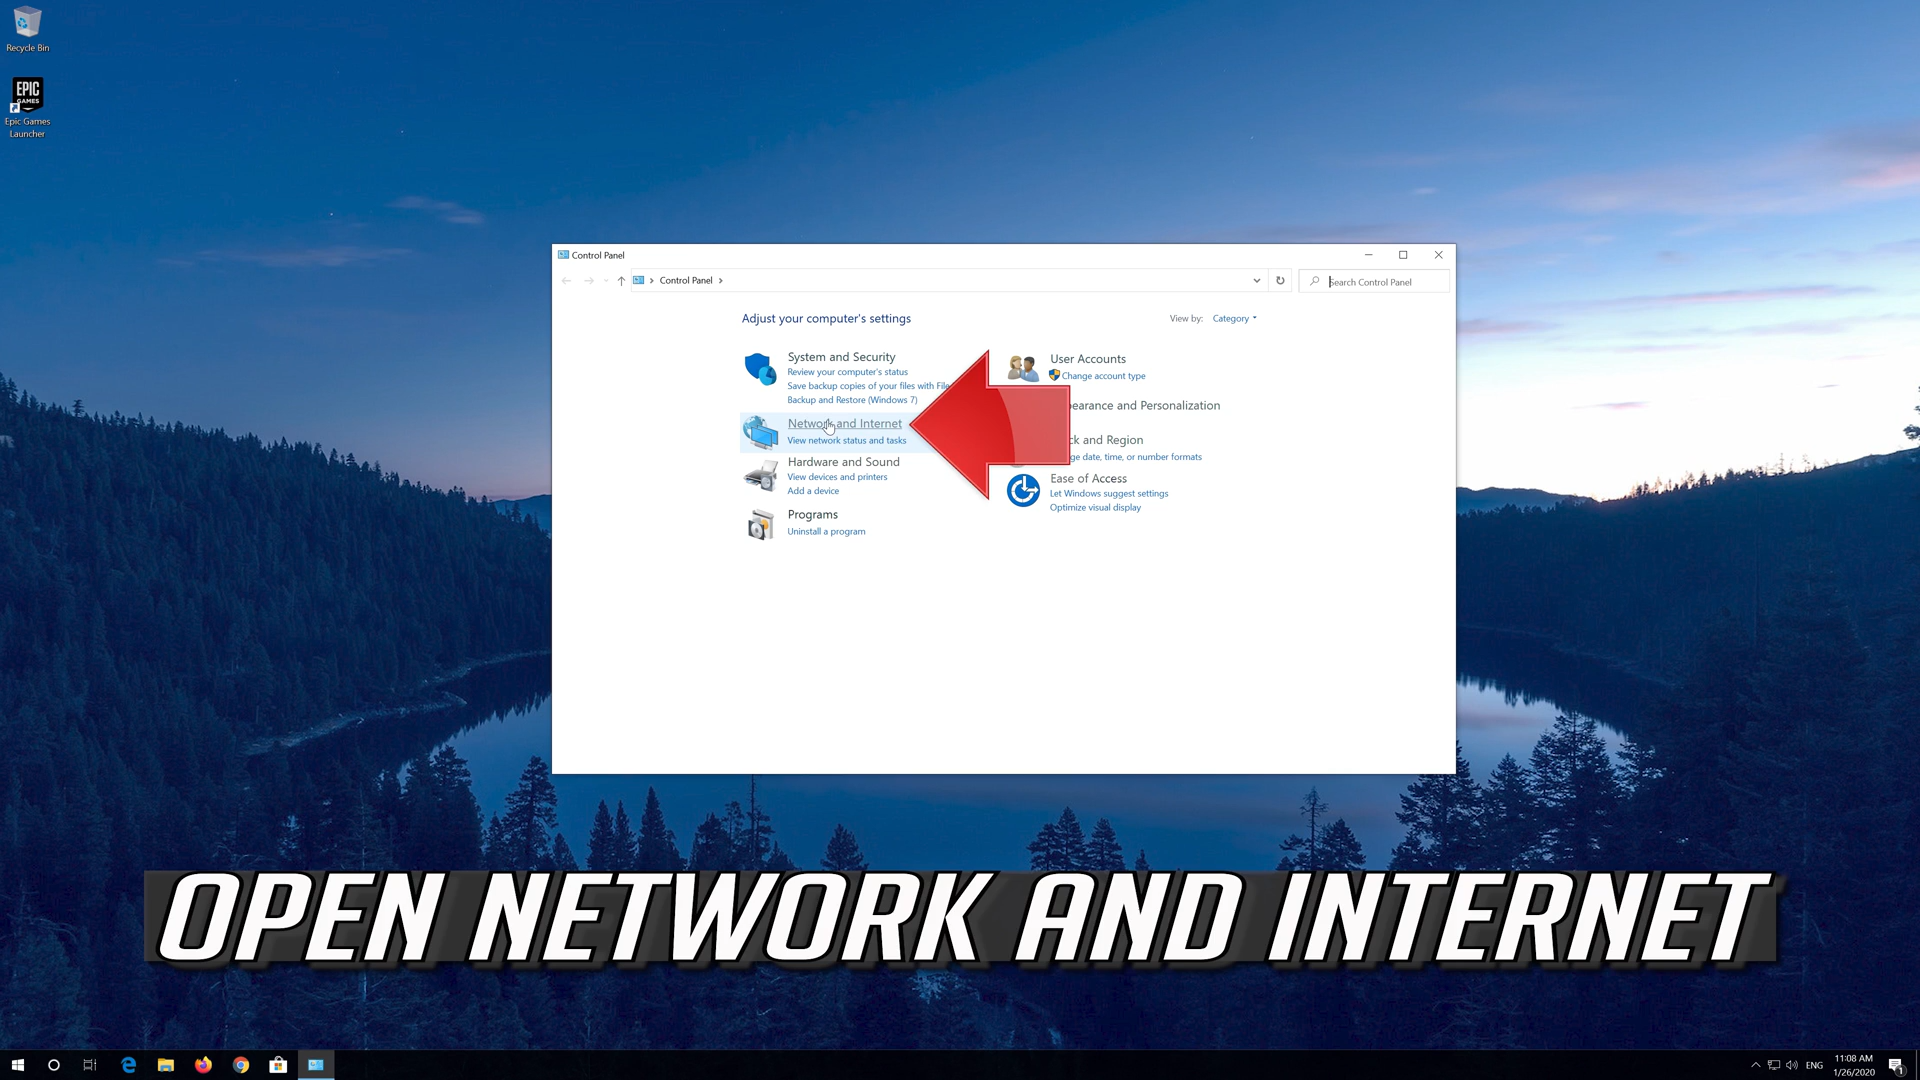 Recycle Bin
EPIC
GAMES
Epic Games
Launcher
Control Panel
Control Panel
Search Control Panel
Adjust your computer's settings
View by: Category
System and Security
Review your computer's status
Save backup copies of your files with File
Backup and Restore (Windows 7)
Network and Internet
View network status and tasks
Hardware and Sound
View devices and printers
Add a device
Programs
Uninstall a program
User Accounts
Change account type
and Personalization
and Region
date, time, or number formats
Ease of Access
Let Windows suggest settings
Optimize visual display
OPEN NETWORK AND INTERNET
ENG
11:08 AM
1/26/2020
1